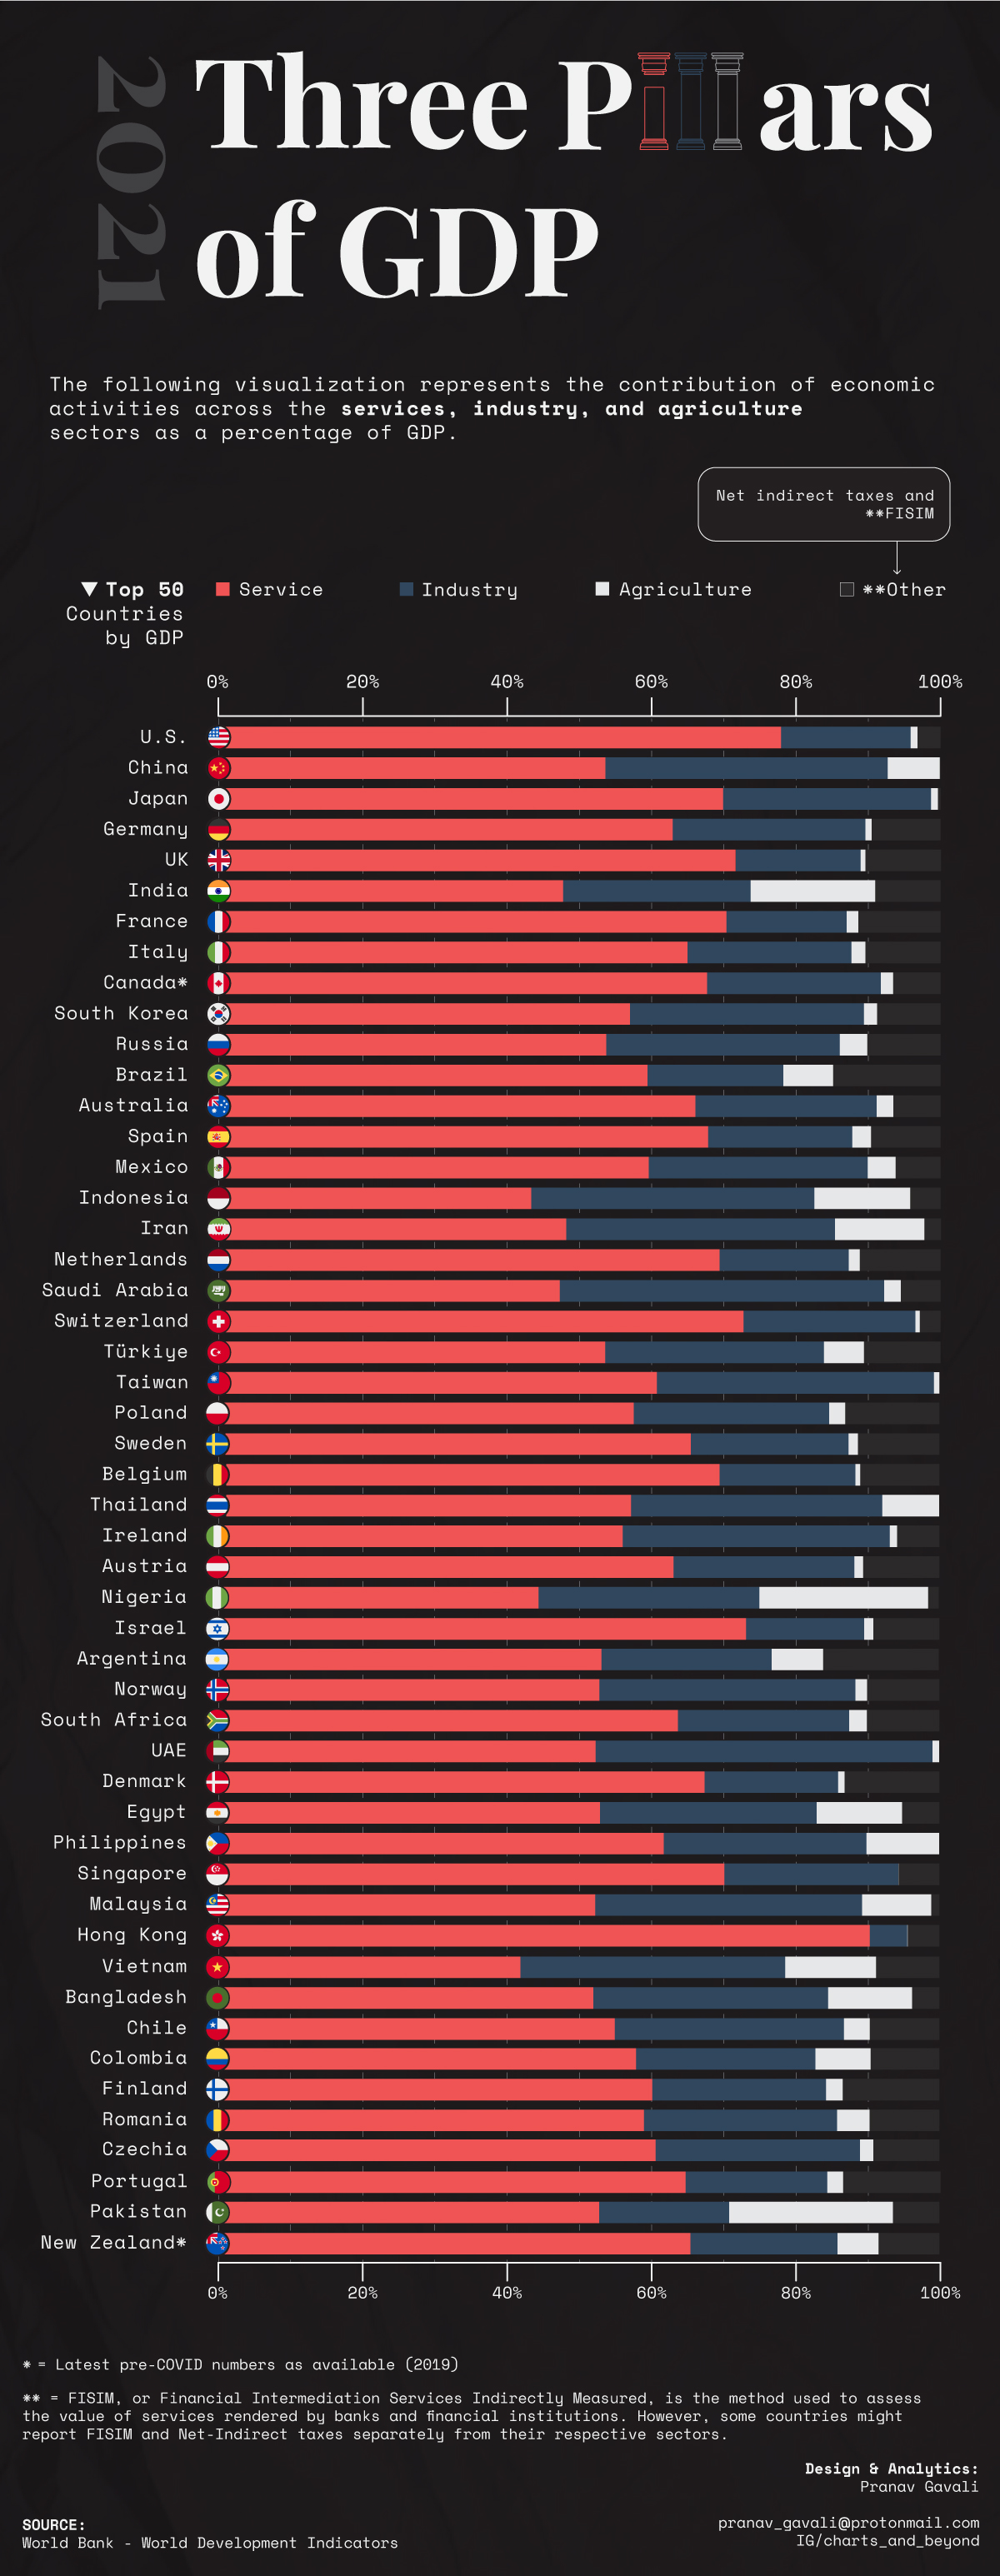 2021
Three Pillars
of GDP
The following visualization represents the contribution of economic
activities across the services, industry, and agriculture
sectors as a percentage of GDP.
Net indirect taxes and
**FISIM
▼ Top 50
Countries
by GDP
Service
Industry
Agriculture
**Other
0% 20% 40% 60% 80% 100%
U.S.
China
Japan
Germany
UK
India
France
Italy
Canada*
South Korea
Russia
Brazil
Australia
Spain
Mexico
Indonesia
Iran
Netherlands
Saudi Arabia
Switzerland
Türkiye
Taiwan
Poland
Sweden
Belgium
Thailand
Ireland
Austria
Nigeria
Israel
Argentina
Norway
South Africa
UAE
Denmark
Egypt
Philippines
Singapore
Malaysia
Hong Kong
Vietnam
Bangladesh
Chile
Colombia
Finland
Romania
Czechia
Portugal
Pakistan
New Zealand*
0% 20% 40% 60% 80% 100%
* = Latest pre-COVID numbers as available (2019)
** = FISIM, or Financial Intermediation Services Indirectly Measured, is the method used to assess
the value of services rendered by banks and financial institutions. However, some countries might
report FISIM and Net-Indirect taxes separately from their respective sectors.
Design & Analytics:
Pranav Gavali
SOURCE:
World Bank - World Development Indicators
pranav_gavali@protonmail.com
IG/charts_and_beyond